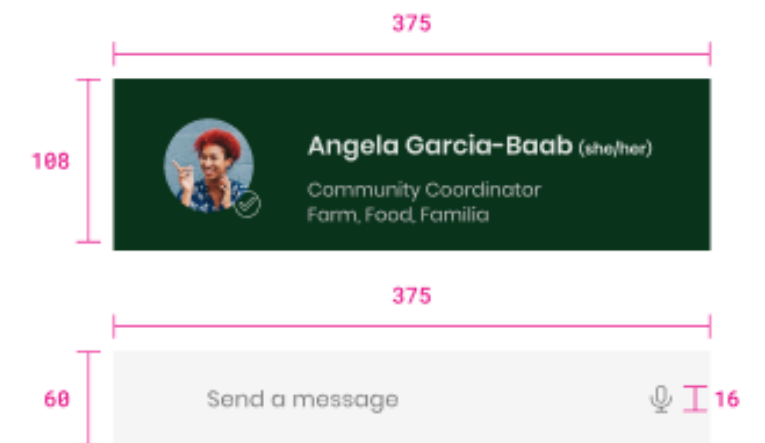 375
108
Angela Garcia-Baab (she/her)
Community Coordinator
Farm, Food, Familia
375
60
Send a message
16